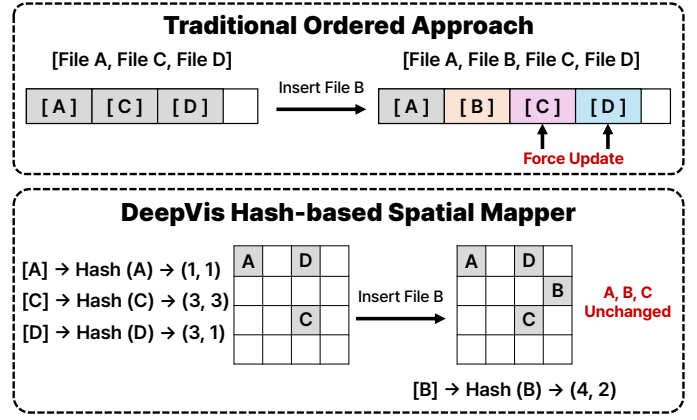 Traditional Ordered Approach
[File A, File C, File D]
[File A, File B, File C, File D]
[ A ] [ C ] [ D ]
Insert File B
[ A ] [ B ] [ C ] [ D ]
Force Update
DeepVis Hash-based Spatial Mapper
[A] → Hash (A) → (1, 1)
[C] → Hash (C) → (3, 3)
[D] → Hash (D) → (3, 1)
A D
C
Insert File B
A D
B
C
A, B, C
Unchanged
[B] → Hash (B) → (4, 2)